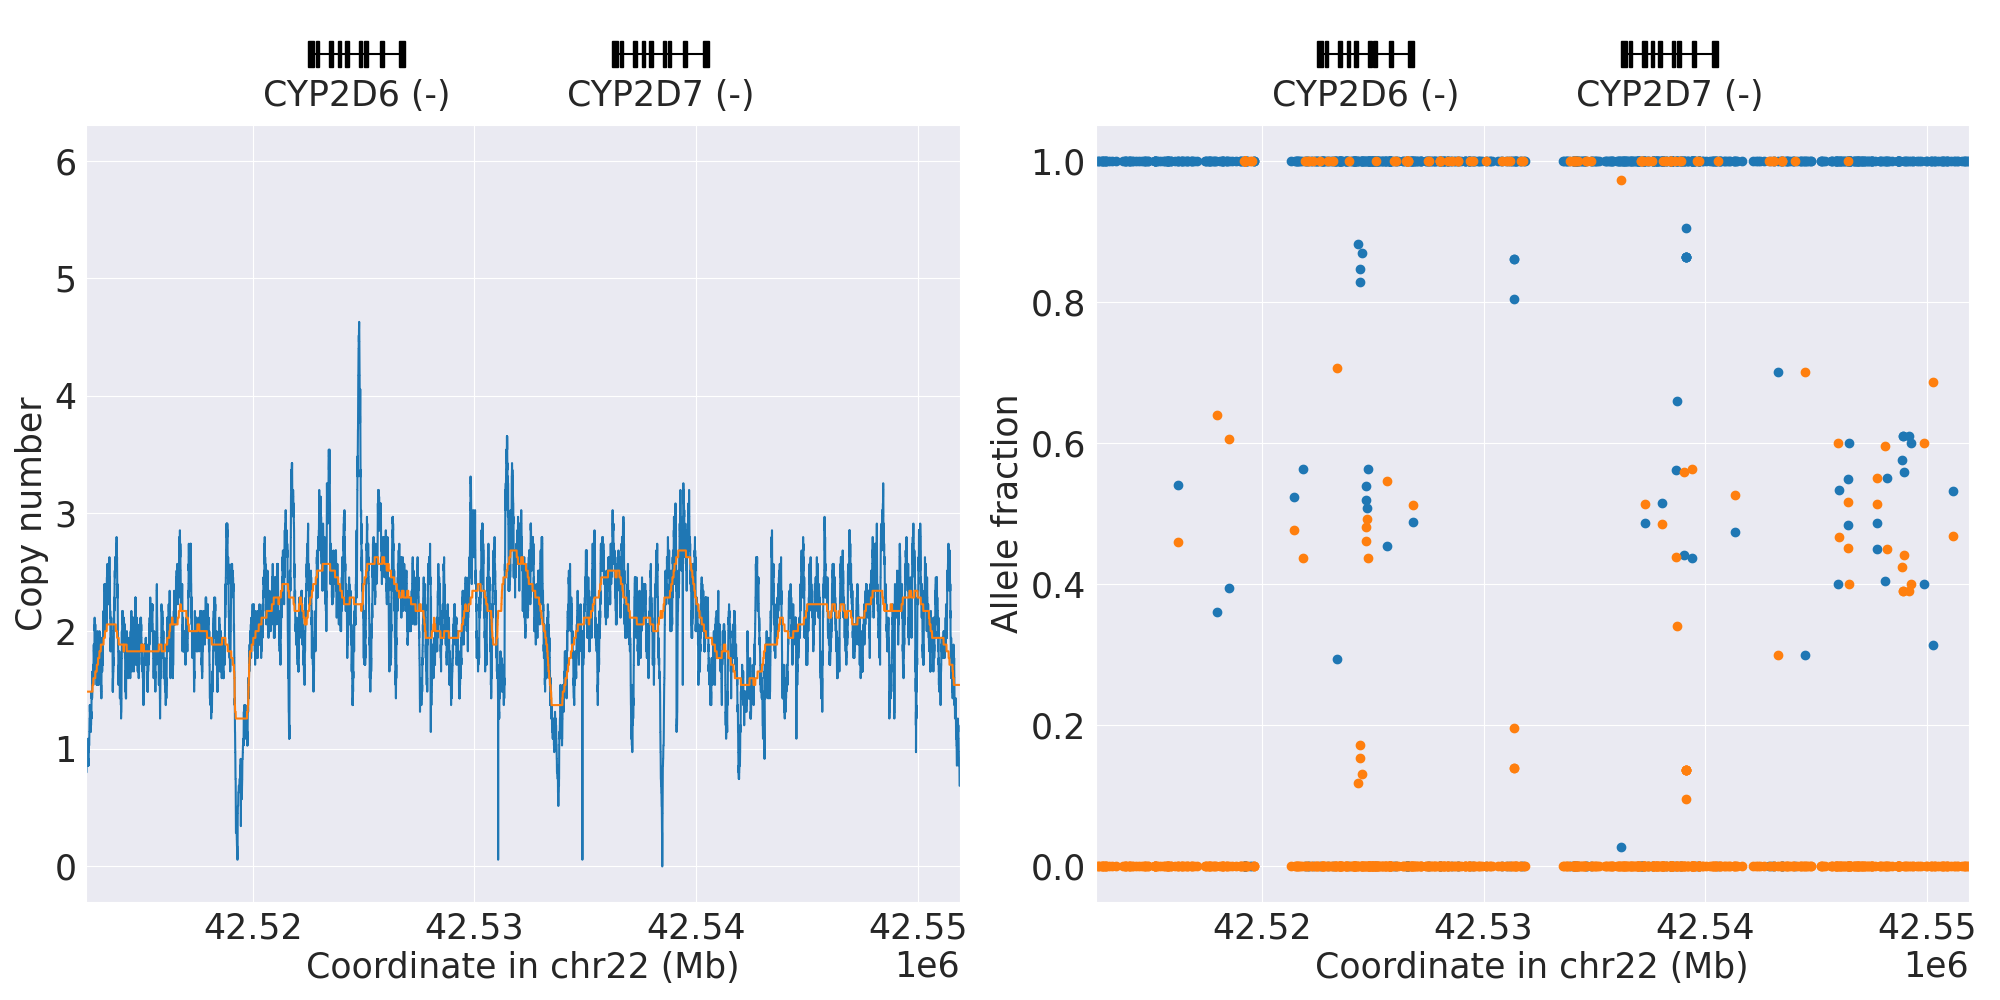 CYP2D6 (-) CYP2D7 (-)
6
5
4
3
2
1
0
Copy number
42.52 42.53 42.54 42.55
Coordinate in chr22 (Mb) 1e6
CYP2D6 (-) CYP2D7 (-)
1.0
0.8
0.6
0.4
0.2
0.0
Allele fraction
42.52 42.53 42.54 42.55
Coordinate in chr22 (Mb) 1e6